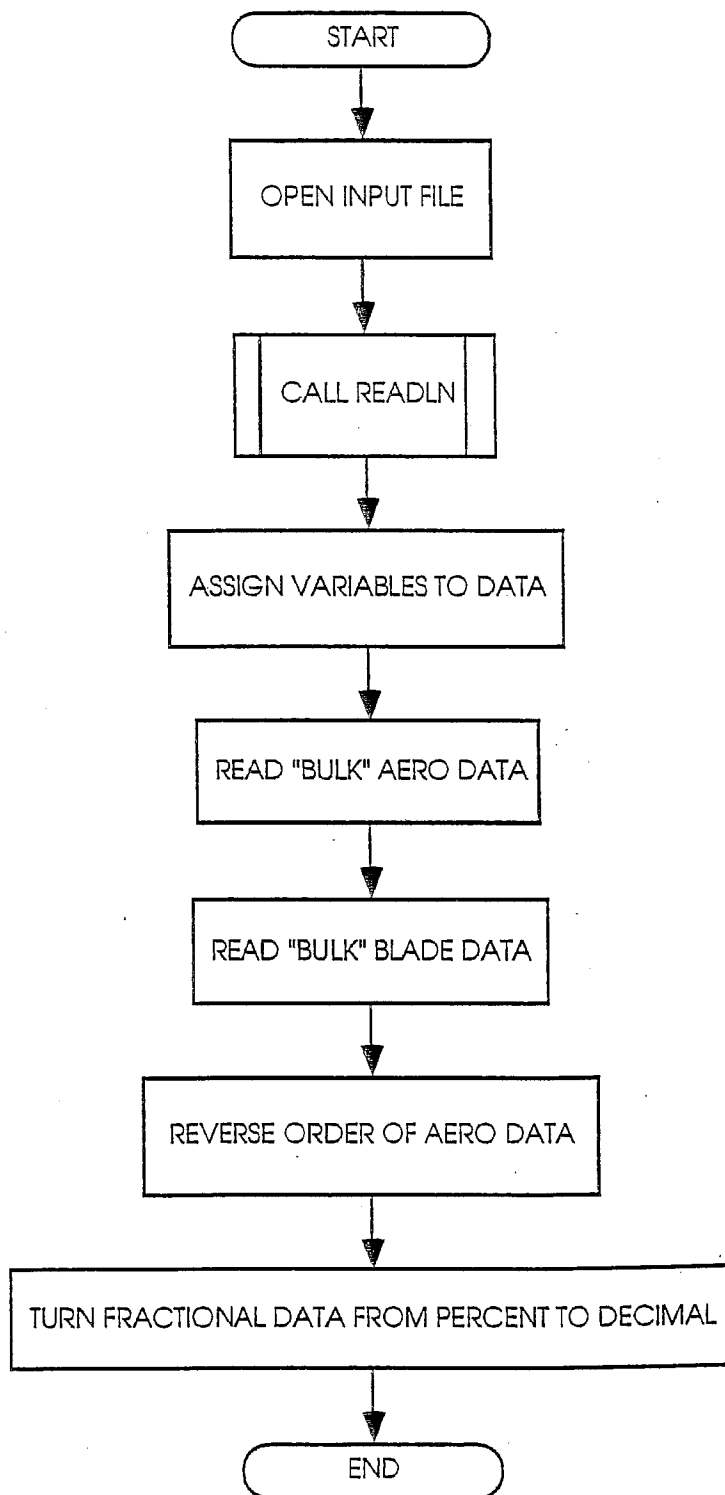 START
OPEN INPUT FILE
CALL READLN
ASSIGN VARIABLES TO DATA
READ "BULK" AERO DATA
READ "BULK" BLADE DATA
REVERSE ORDER OF AERO DATA
TURN FRACTIONAL DATA FROM PERCENT TO DECIMAL
END